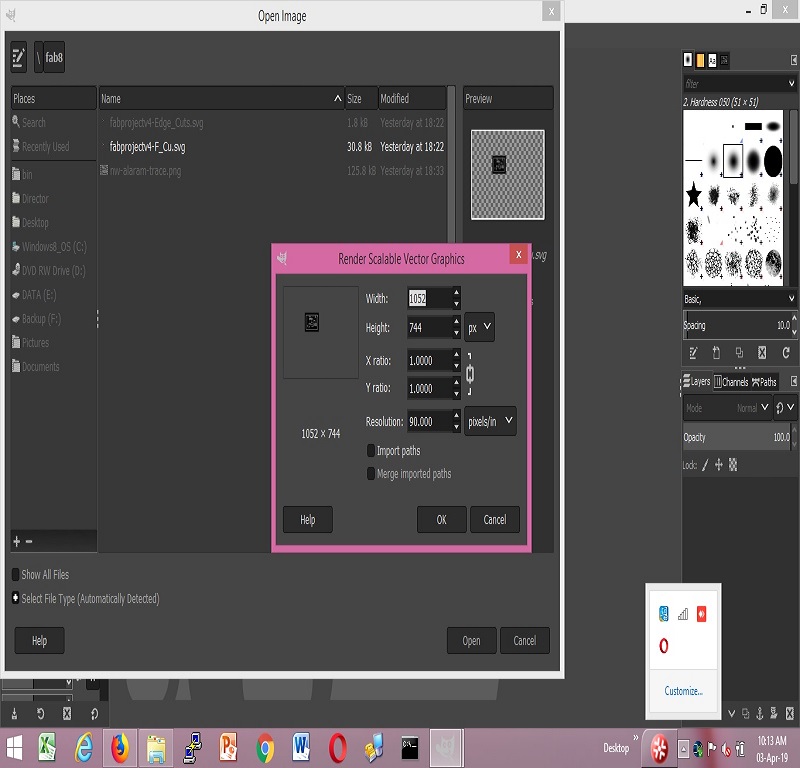 Open Image
x
\ fab8
Places
Name
Size
Modified
Preview
Search
Recently Used
bin
Director
Desktop
Windows8_OS (C:)
DVD RW Drive (D:)
DATA (E:)
Backup (F:)
Pictures
Documents
fabprojectv4-Edge_Cuts.svg 1.8 kB Yesterday at 18:22
fabprojectv4-F_Cu.svg 30.8 kB Yesterday at 18:22
nw-alaram-trace.png 125.8 kB Yesterday at 18:33
.svg
Render Scalable Vector Graphics
x
Width: 1052
Height: 744 px
X ratio: 1.0000
Y ratio: 1.0000
Resolution: 90.000 pixels/in
1052 × 744
Import paths
Merge imported paths
Help
OK
Cancel
Show All Files
Select File Type (Automatically Detected)
Help
Open
Cancel
filter
2. Hardness 050 (51 × 51)
Basic,
Spacing 10.0
Layers Channels Paths
Mode Normal
Opacity 100.0
Lock:
Customize...
Desktop
10:13 AM
03-Apr-19